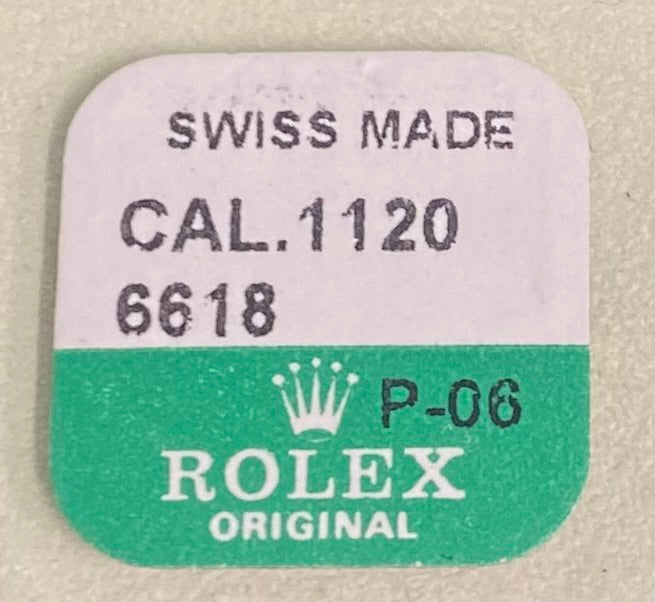 SWISS MADE
CAL.1120
6618
P-06
ROLEX
ORIGINAL